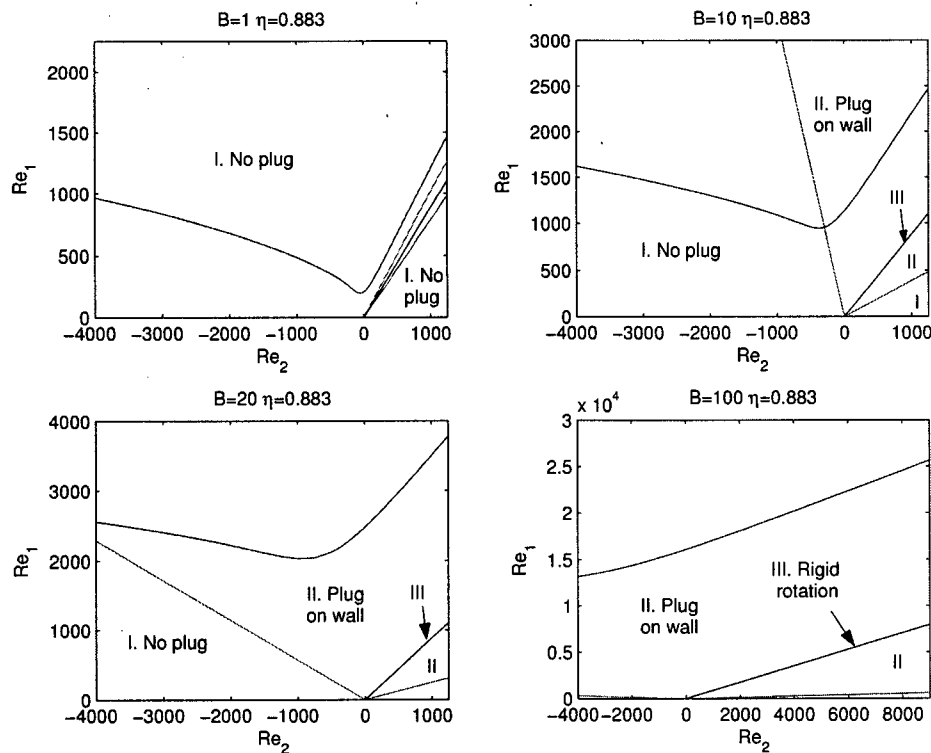 B=1 η=0.883
2000
1500
1000
500
0
Re₁
I. No plug
I. No
plug
−4000 −3000 −2000 −1000 0 1000
Re₂
B=10 η=0.883
3000
2500
2000
1500
1000
500
0
Re₁
II. Plug
on wall
III
I. No plug
II
I
−4000 −3000 −2000 −1000 0 1000
Re₂
B=20 η=0.883
4000
3000
2000
1000
0
Re₁
II. Plug
on wall
III
I. No plug
II
−4000 −3000 −2000 −1000 0 1000
Re₂
B=100 η=0.883
x 10⁴
3
2.5
2
1.5
1
0.5
0
Re₁
III. Rigid
rotation
II. Plug
on wall
II
−4000 −2000 0 2000 4000 6000 8000
Re₂